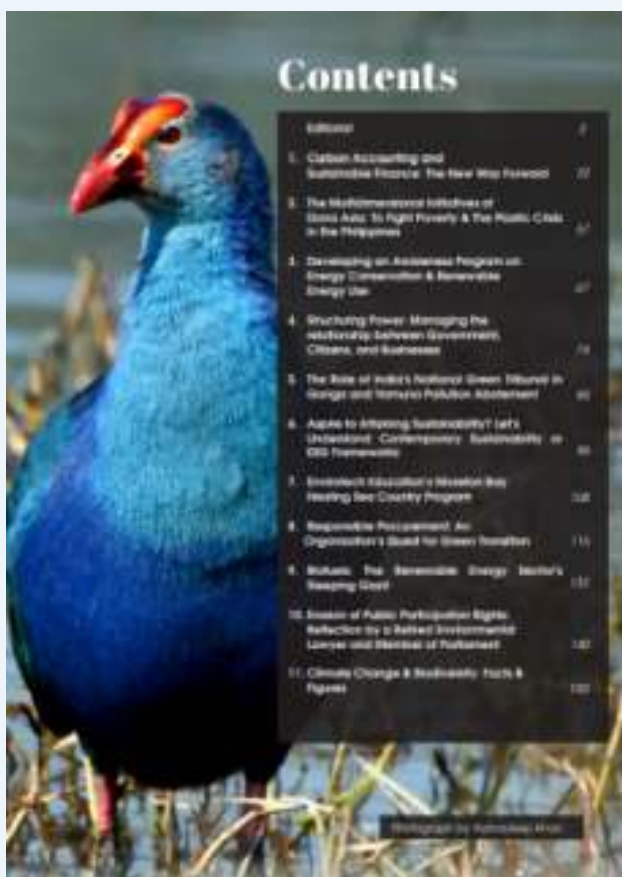 Contents
Editorial
1. Carbon Accounting and
Sustainable Finance: The New Way Forward
2. The Multidimensional Initiatives of
Asia: To Fight Poverty & The Plastic Crisis
in the Philippines
3. Developing an Awareness Program on
Energy Conservation & Renewable
Energy Use
4. Structuring Power: Managing the
relationship between Government,
Citizens, and Businesses
5. The Role of India's National Green Tribunal in
Ganga and Yamuna Pollution Abatement
6. Aspire to Attaining Sustainability? Let's
Understand Contemporary Sustainability or
ESG Frameworks
7. Envirotech Education's Moreton Bay
Healing Sea Country Program
8. Responsible Procurement: An
Organisation's Quest for Green Transition
9. Biofuels: The Renewable Energy Sector's
Sleeping Giant
10. Erosion of Public Participation Rights:
Reflection by a Retired Environmental
Lawyer and Member of Parliament
11. Climate Change & Biodiversity: Facts &
Figures
Photograph by